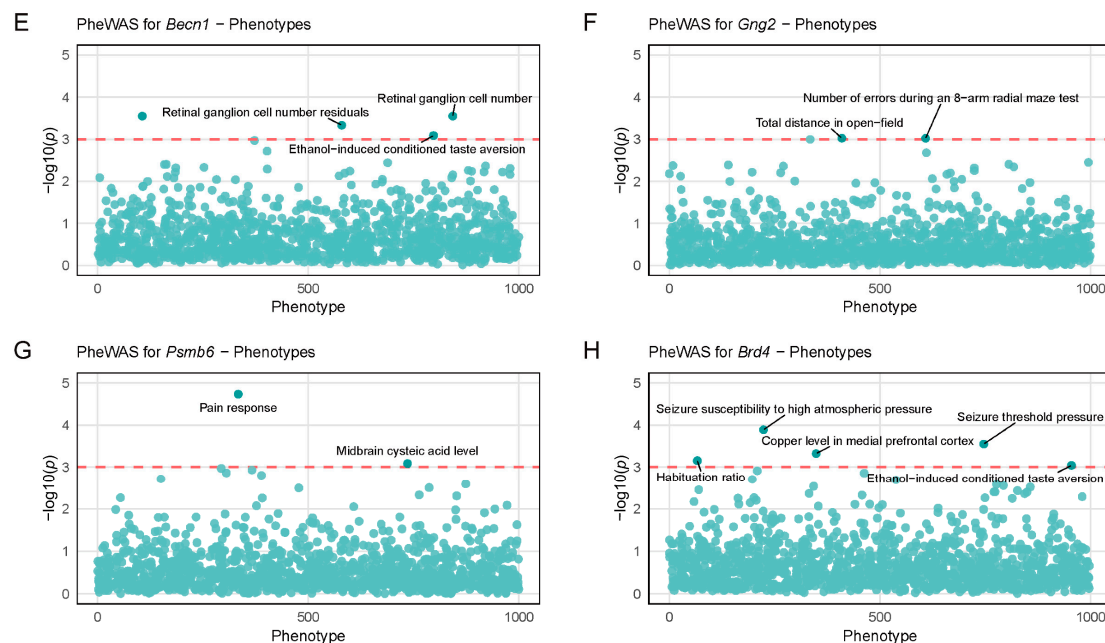 E
PheWAS for Becn1 − Phenotypes
5
4
3
2
1
0
−log10(p)
Retinal ganglion cell number
Retinal ganglion cell number residuals
Ethanol−induced conditioned taste aversion
0
500
1000
Phenotype
F
PheWAS for Gng2 − Phenotypes
5
4
3
2
1
0
−log10(p)
Number of errors during an 8−arm radial maze test
Total distance in open−field
0
500
1000
Phenotype
G
PheWAS for Psmb6 − Phenotypes
5
4
3
2
1
0
−log10(p)
Pain response
Midbrain cysteic acid level
0
500
1000
Phenotype
H
PheWAS for Brd4 − Phenotypes
5
4
3
2
1
0
−log10(p)
Seizure susceptibility to high atmospheric pressure
Seizure threshold pressure
Copper level in medial prefrontal cortex
Habituation ratio
Ethanol−induced conditioned taste aversion
0
500
1000
Phenotype